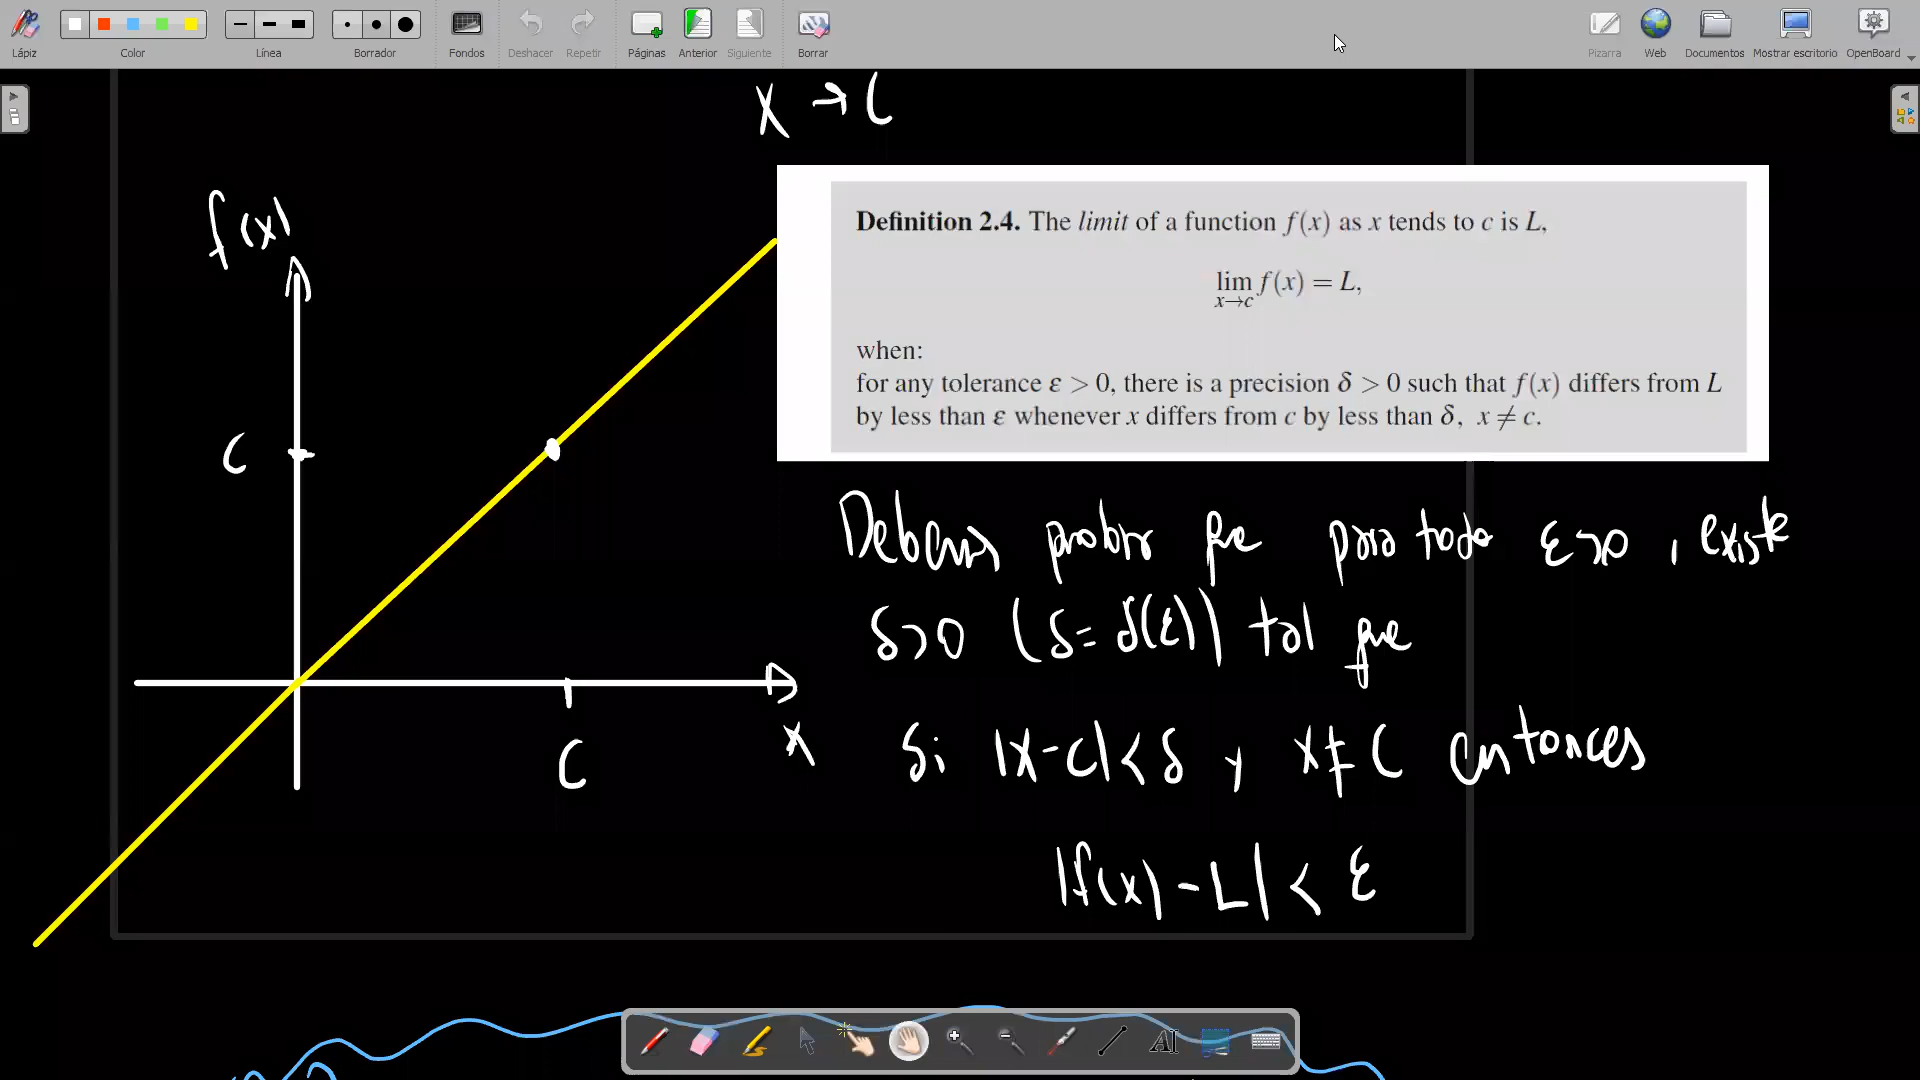 Lápiz Color Línea Borrador Fondos Deshacer Repetir Páginas Anterior Siguiente Borrar Pizarra Web Documentos Mostrar escritorio OpenBoard
x → c
f(x)
Definition 2.4. The limit of a function f(x) as x tends to c is L,
lim f(x) = L,
x→c
when:
for any tolerance ε > 0, there is a precision δ > 0 such that f(x) differs from L
by less than ε whenever x differs from c by less than δ, x ≠ c.
C
Debemos probar que para todo ε>0, existe
δ>0 (δ=δ(ε)) tal que
x
C
Si |x-c|<δ y x≠c entonces
|f(x)-L| < ε
AI